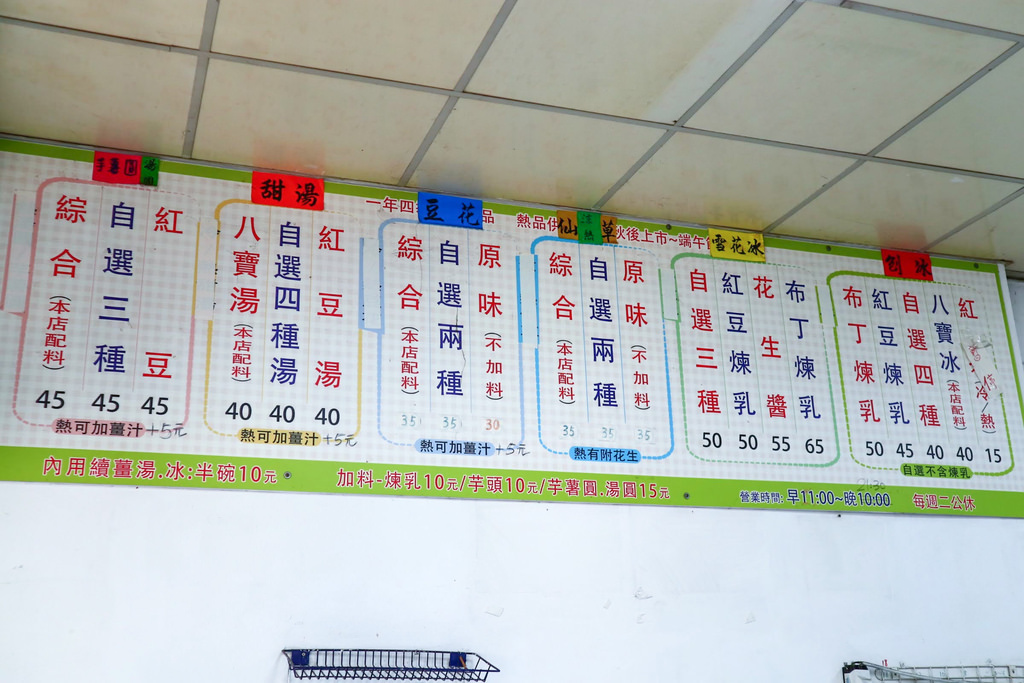 芋薯圓 湯圓
綜合(本店配料) 45
自選三種 45
紅豆 45
熱可加薑汁+5元
甜湯
八寶湯(本店配料) 40
自選四種湯 40
紅豆湯 40
熱可加薑汁+5元
一年四
品
熱品供
秋後上市~端午
豆花
綜合(本店配料) 35
自選兩種 35
原味(不加料) 30
熱可加薑汁+5元
仙草
熱
綜合(本店配料) 35
自選兩種 35
原味(不加料) 35
熱有附花生
雪花冰
自選三種 50
紅豆煉乳 50
花生醬 55
布丁煉乳 65
刨冰
布丁煉乳 50
紅豆煉乳 45
自選四種 40
八寶冰(本店配料) 40
紅 (冷/熱) 15
自選不含煉乳
內用續薑湯.冰:半碗10元
加料-煉乳10元/芋頭10元/芋薯圓.湯圓15元
營業時間:早11:00~晚10:00
每週二公休